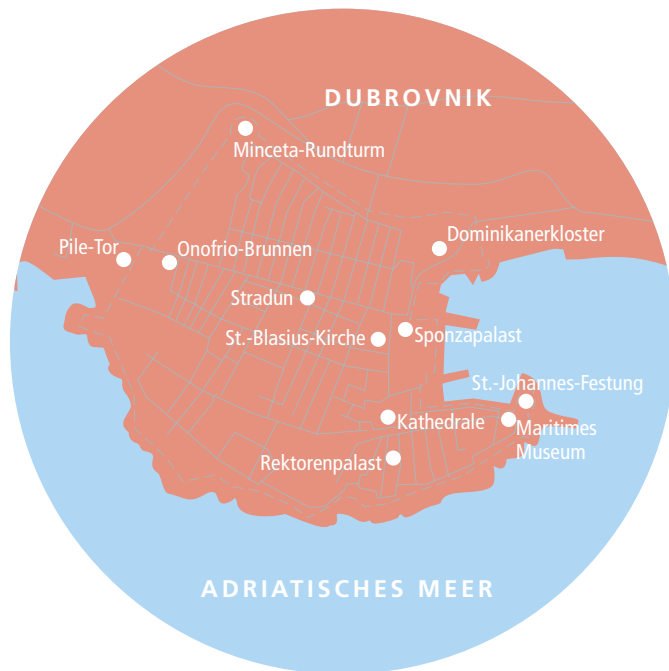 DUBROVNIK
Minceta-Rundturm
Pile-Tor
Onofrio-Brunnen
Dominikanerkloster
Stradun
St.-Blasius-Kirche
Sponzapalast
St.-Johannes-Festung
Kathedrale
Maritimes
Museum
Rektorenpalast
ADRIATISCHES MEER